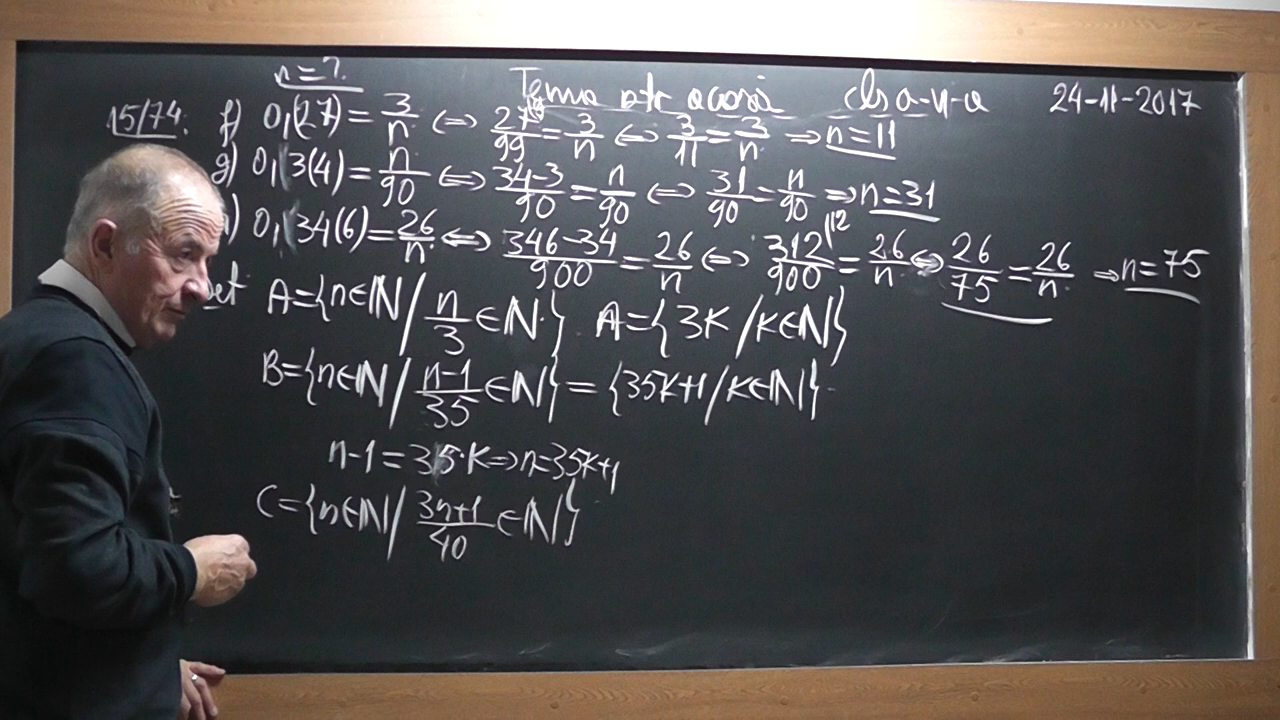 n=?
Tema ptr acasă cls a-V-a 24-11-2017
15/74: f) 0,(27)=3/n ⇔ 27/99=3/n ⇔ 3/11=3/n ⇒ n=11
g) 0,3(4)=n/90 ⇔ 34-3/90=n/90 ⇔ 31/90=n/90 ⇒ n=31
) 0,34(6)=26/n ⇔ 346-34/900=26/n ⇔ 312/900 (12 =26/n ⇔ 26/75=26/n ⇒ n=75
A={n∈ℕ / n/3∈ℕ} A={3K/K∈ℕ}
B={n∈ℕ / n-1/35∈ℕ}={35K+1/K∈ℕ}
n-1=35·K⇒n=35K+1
C={n∈ℕ / 3n+1/40∈ℕ}